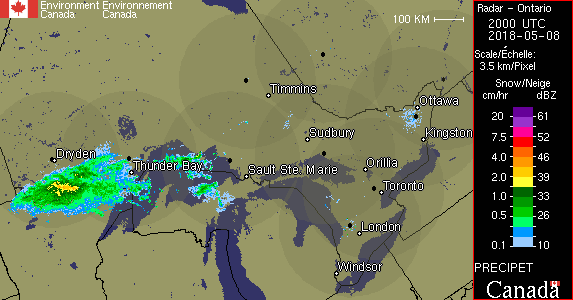 Environment Environnement
Canada Canada
100 KM
Timmins
Ottawa
Sudbury
Kingston
Dryden
Thunder Bay
Sault Ste. Marie
Orillia
Toronto
London
Windsor
Radar - Ontario
2000 UTC
2018-05-08
Scale/Échelle:
3.5 km/Pixel
Snow/Neige
cm/hr dBZ
20 61
7.5 52
4.0 46
2.0 39
1.0 33
0.5 26
0.1 10
PRECIPET
Canada